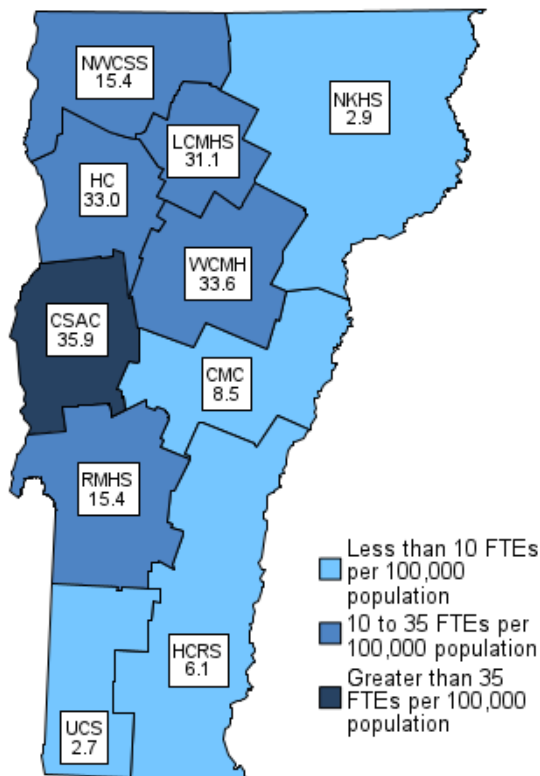 NWCSS
15.4
NKHS
2.9
LCMHS
31.1
HC
33.0
WCMH
33.6
CSAC
35.9
CMC
8.5
RMHS
15.4
HCRS
6.1
UCS
2.7
Less than 10 FTEs
per 100,000
population
10 to 35 FTEs per
100,000 population
Greater than 35
FTEs per 100,000
population